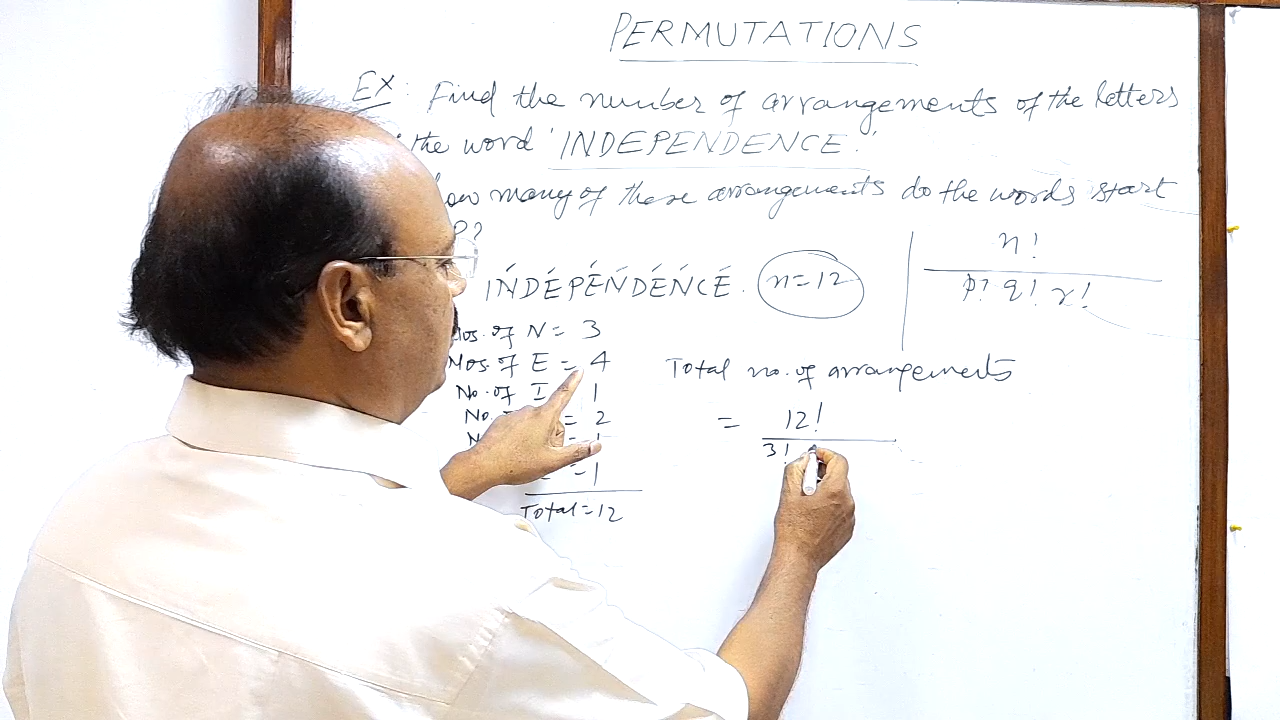 PERMUTATIONS
Ex: Find the number of arrangements of the letters
the word 'INDEPENDENCE.'
many of these arrangements do the words start
P?
INDEPENDENCE. n=12
n!
p! q! r!
Nos. of N = 3
Nos. of E = 4
No. of I 1
No. = 2
N = 1
= 1
Total = 12
Total no. of arrangements
= 12!
3!